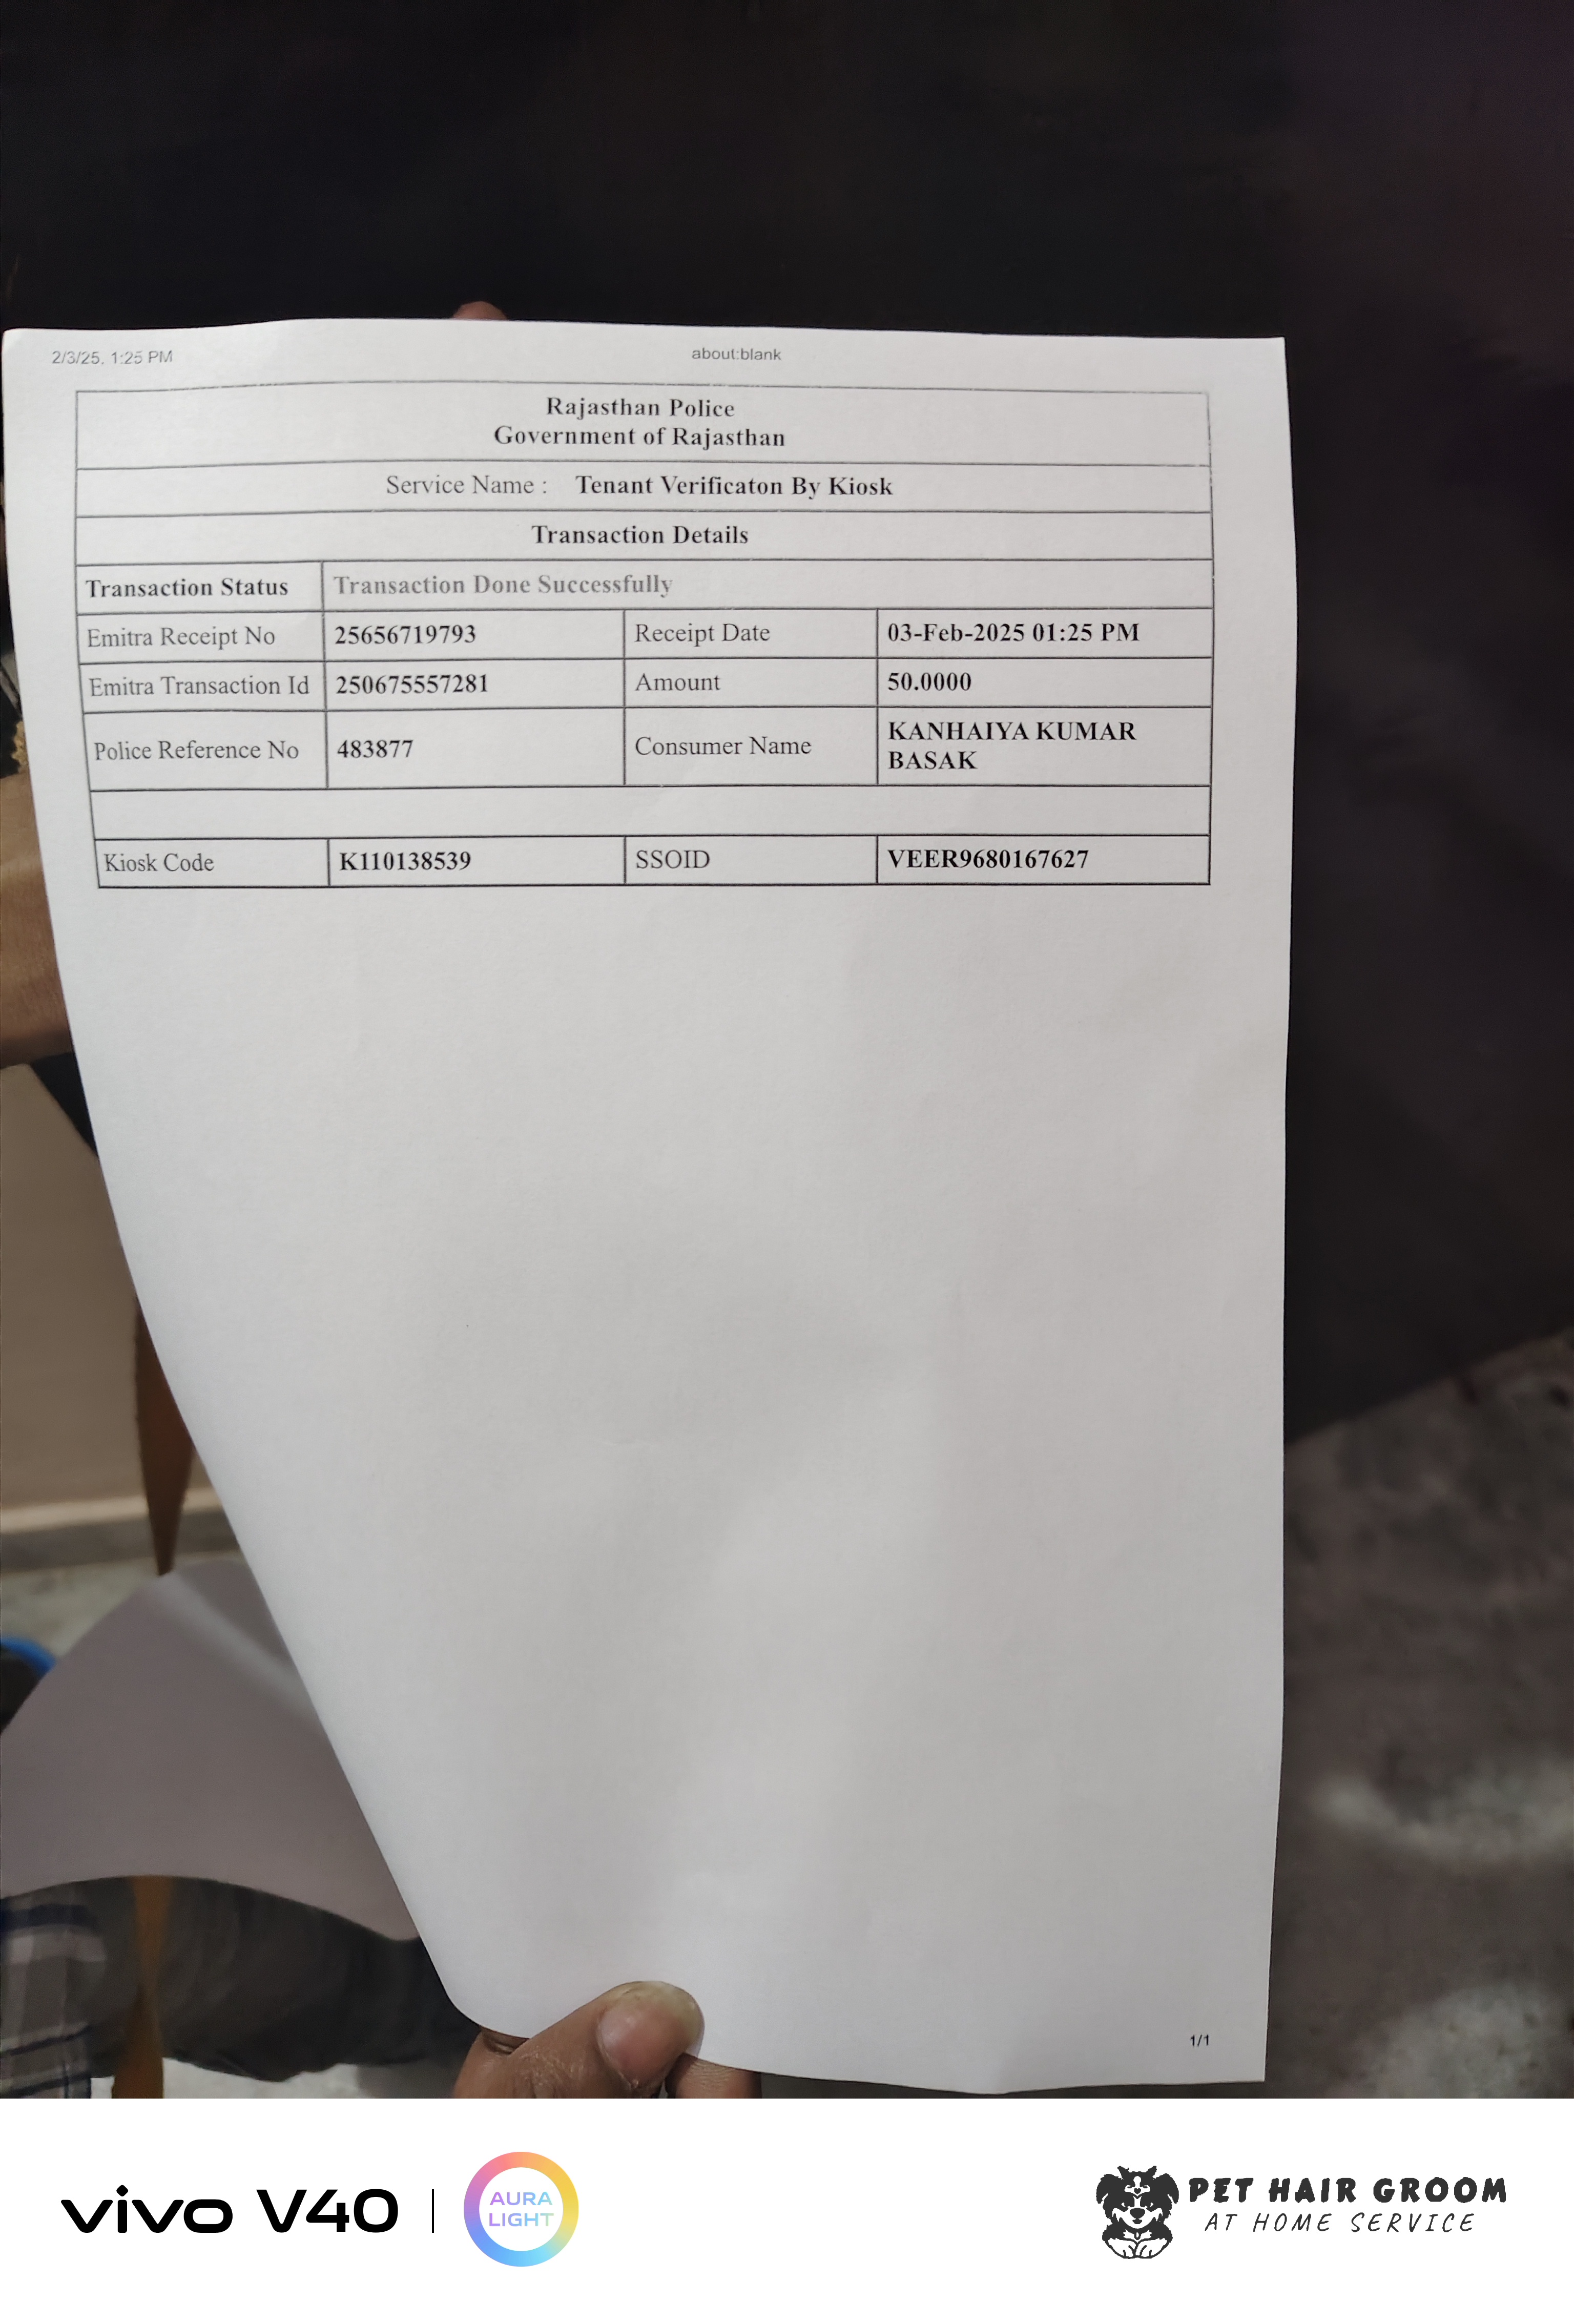 2/3/25, 1:25 PM
about:blank
Rajasthan Police
Government of Rajasthan
Service Name : Tenant Verificaton By Kiosk
Transaction Details
Transaction Status Transaction Done Successfully
Emitra Receipt No 25656719793 Receipt Date 03-Feb-2025 01:25 PM
Emitra Transaction Id 250675557281 Amount 50.0000
Police Reference No 483877 Consumer Name KANHAIYA KUMAR
BASAK
Kiosk Code K110138539 SSOID VEER9680167627
1/1
vivo V40
AURA
LIGHT
PET HAIR GROOM
AT HOME SERVICE